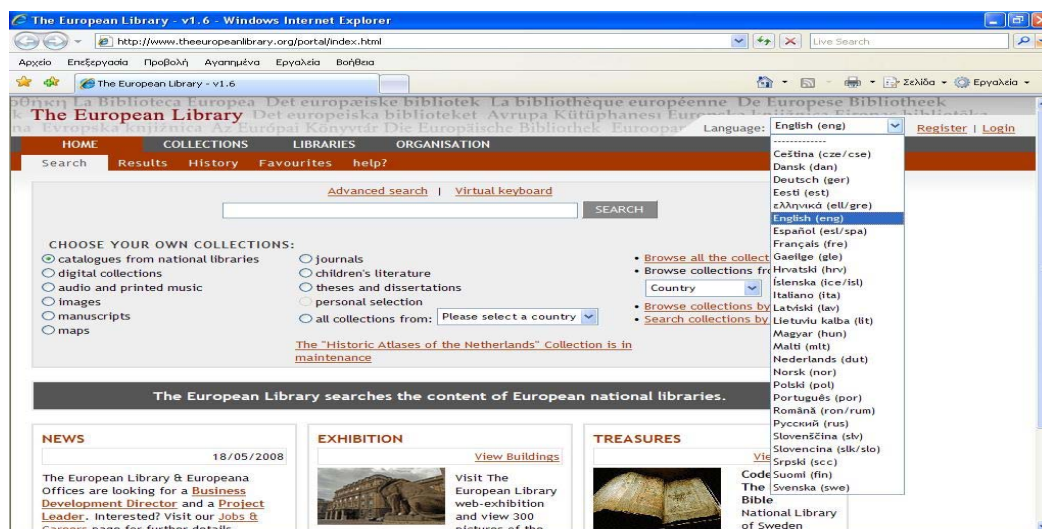 The European Library - v1.6 - Windows Internet Explorer
http://www.theeuropeanlibrary.org/portal/index.html
Live Search
Αρχείο Επεξεργασία Προβολή Αγαπημένα Εργαλεία Βοήθεια
The European Library - v1.6
Σελίδα Εργαλεία
La Biblioteca Europea Det europæiske bibliotek La bibliothèque européenne De Europese Bibliotheek
The European Library Det europeiska biblioteket Avrupa Kütüphanesi
Evropska knjižnica Az Európai Könyvtár Die Europäische Bibliothek
Language: English (eng)
Register | Login
HOME COLLECTIONS LIBRARIES ORGANISATION
Search Results History Favourites help?
Advanced search | Virtual keyboard
SEARCH
CHOOSE YOUR OWN COLLECTIONS:
catalogues from national libraries
digital collections
audio and printed music
images
manuscripts
maps
journals
children's literature
theses and dissertations
personal selection
all collections from: Please select a country
The "Historic Atlases of the Netherlands" Collection is in
maintenance
Browse all the collect
Browse collections fr
Country
Browse collections by
Search collections by
-------------
Čeština (cze/cse)
Dansk (dan)
Deutsch (ger)
Eesti (est)
ελληνικά (ell/gre)
English (eng)
Español (esl/spa)
Français (fre)
Gaeilge (gle)
Hrvatski (hrv)
Íslenska (ice/isl)
Italiano (ita)
Latviski (lav)
Lietuviu kalba (lit)
Magyar (hun)
Malti (mlt)
Nederlands (dut)
Norsk (nor)
Polski (pol)
Português (por)
Română (ron/rum)
Русский (rus)
Slovenščina (slv)
Slovencina (slk/slo)
Srpski (scc)
Suomi (fin)
Svenska (swe)
The European Library searches the content of European national libraries.
NEWS
18/05/2008
The European Library & Europeana
Offices are looking for a Business
Development Director and a Project
Leader. Interested? Visit our Jobs &
Careers page for further details
EXHIBITION
View Buildings
Visit The
European Library
web-exhibition
and view 300
pictures of the
TREASURES
Vie
Code
The
Bible
National Library
of Sweden